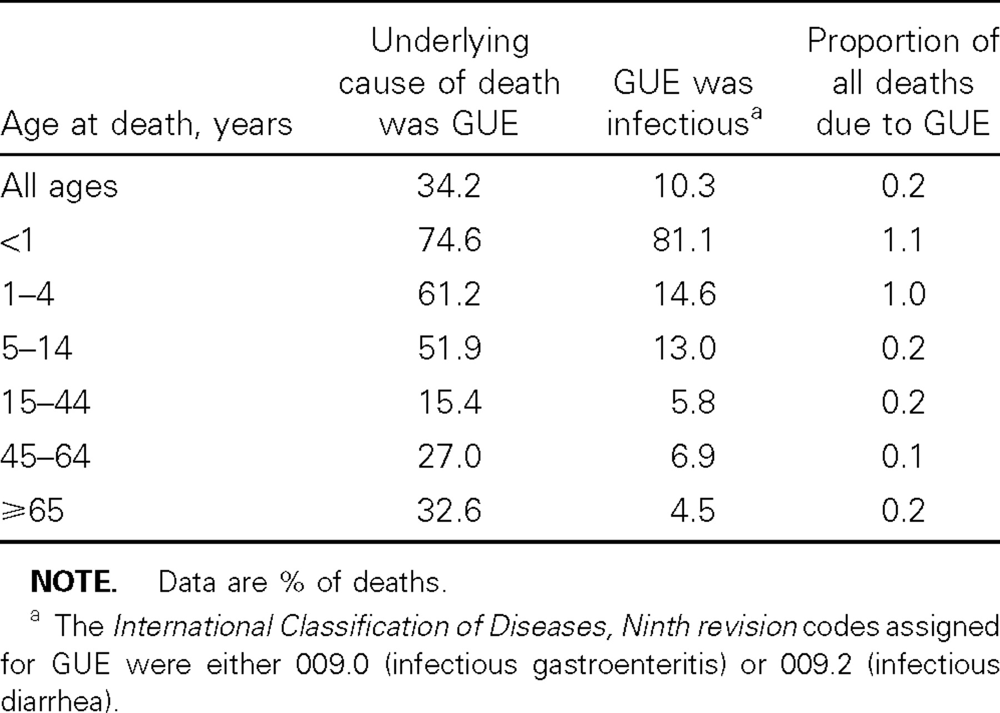 Underlying cause of death was GUE
GUE was infectiousᵃ
Proportion of all deaths due to GUE
Age at death, years
All ages 34.2 10.3 0.2
<1 74.6 81.1 1.1
1–4 61.2 14.6 1.0
5–14 51.9 13.0 0.2
15–44 15.4 5.8 0.2
45–64 27.0 6.9 0.1
⩾65 32.6 4.5 0.2
NOTE. Data are % of deaths.
ᵃ The International Classification of Diseases, Ninth revision codes assigned
for GUE were either 009.0 (infectious gastroenteritis) or 009.2 (infectious
diarrhea).